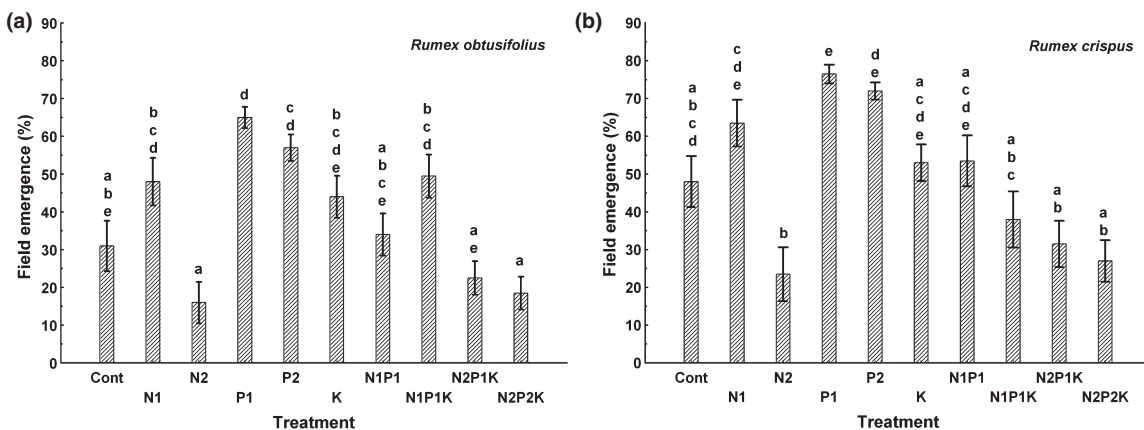 (a)
Rumex obtusifolius
Field emergence (%)
90
80
70
60
50
40
30
20
10
0
a
b
e
b
c
d
a
d
c
d
b
c
d
e
a
b
c
e
b
c
d
a
e
a
Cont
N1
N2
P1
P2
K
N1P1
N1P1K
N2P1K
N2P2K
Treatment
(b)
Rumex crispus
Field emergence (%)
90
80
70
60
50
40
30
20
10
0
a
b
c
d
c
d
e
b
e
d
e
a
c
d
e
a
c
d
e
a
b
c
a
b
a
b
Cont
N1
N2
P1
P2
K
N1P1
N1P1K
N2P1K
N2P2K
Treatment